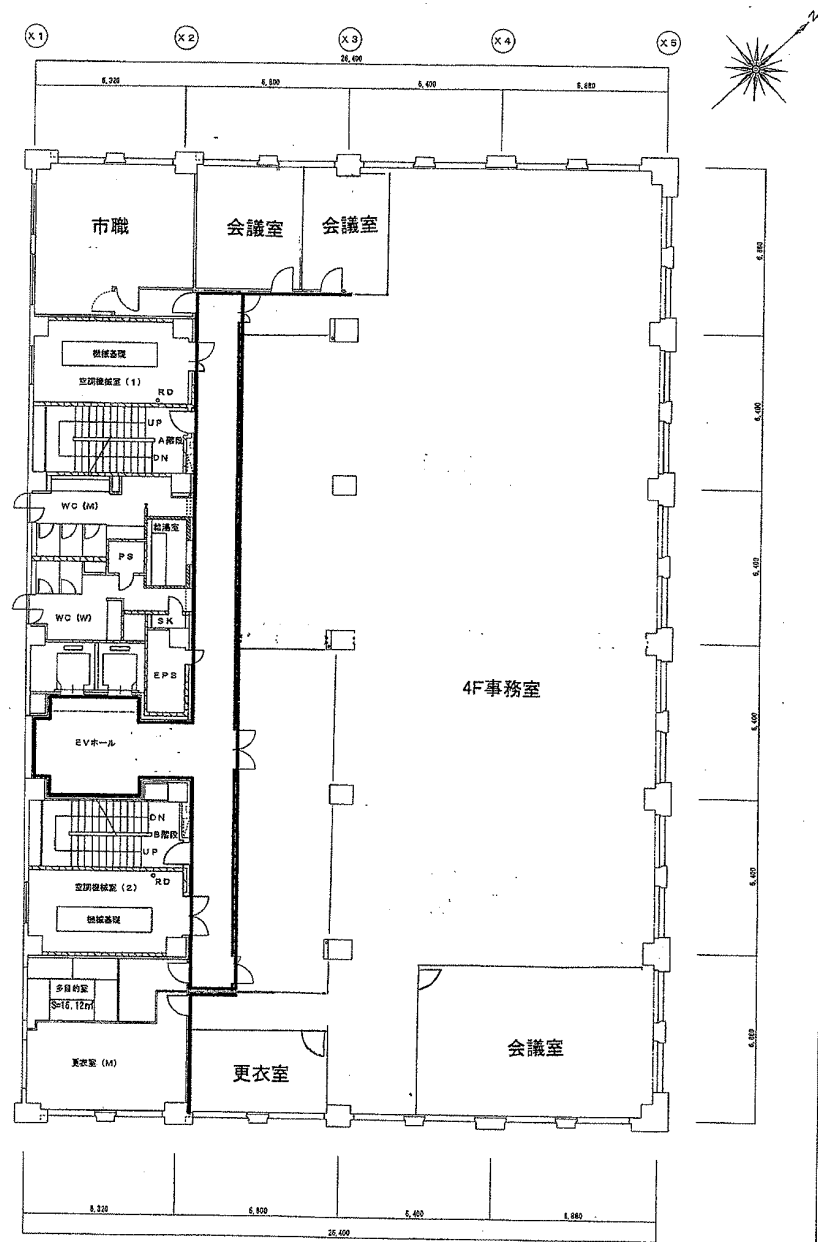 X1
X2
X3
X4
X5
N
26,400
6,320
6,800
6,400
6,880
市職
会議室
会議室
6,880
機械基礎
空調機械室(1)
RD
UP
A階段
DN
6,400
WC(M)
給湯室
PS
6,400
WC(W)
SK
EPS
4F事務室
6,400
EVホール
DN
B階段
UP
6,400
空調機械室(2)
RD
機械基礎
多目的室
S=16,12㎡
会議室
更衣室(M)
更衣室
6,880
6,320
6,800
6,400
6,880
26,400